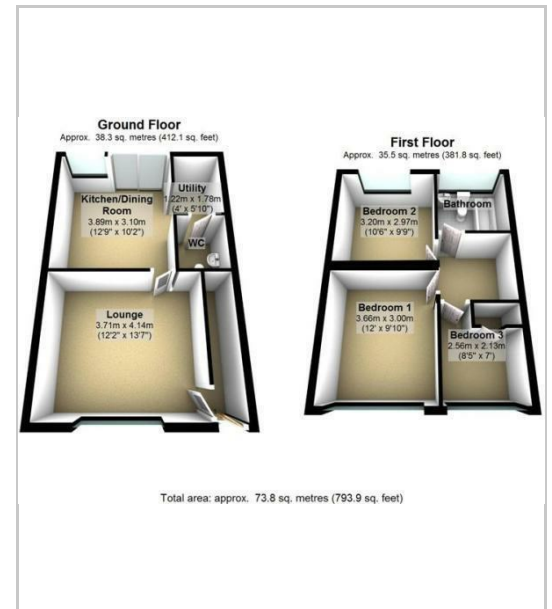 Ground Floor
Approx. 38.3 sq. metres (412.1 sq. feet)
Kitchen/Dining
Room
3.89m x 3.10m
(12'9" x 10'2")
Utility
1.22m x 1.78m
(4' x 5'10")
WC
Lounge
3.71m x 4.14m
(12'2" x 13'7")
First Floor
Approx. 35.5 sq. metres (381.8 sq. feet)
Bedroom 2
3.20m x 2.97m
(10'6" x 9'9")
Bathroom
Bedroom 1
3.66m x 3.00m
(12' x 9'10")
Bedroom 3
2.56m x 2.13m
(8'5" x 7')
Total area: approx. 73.8 sq. metres (793.9 sq. feet)